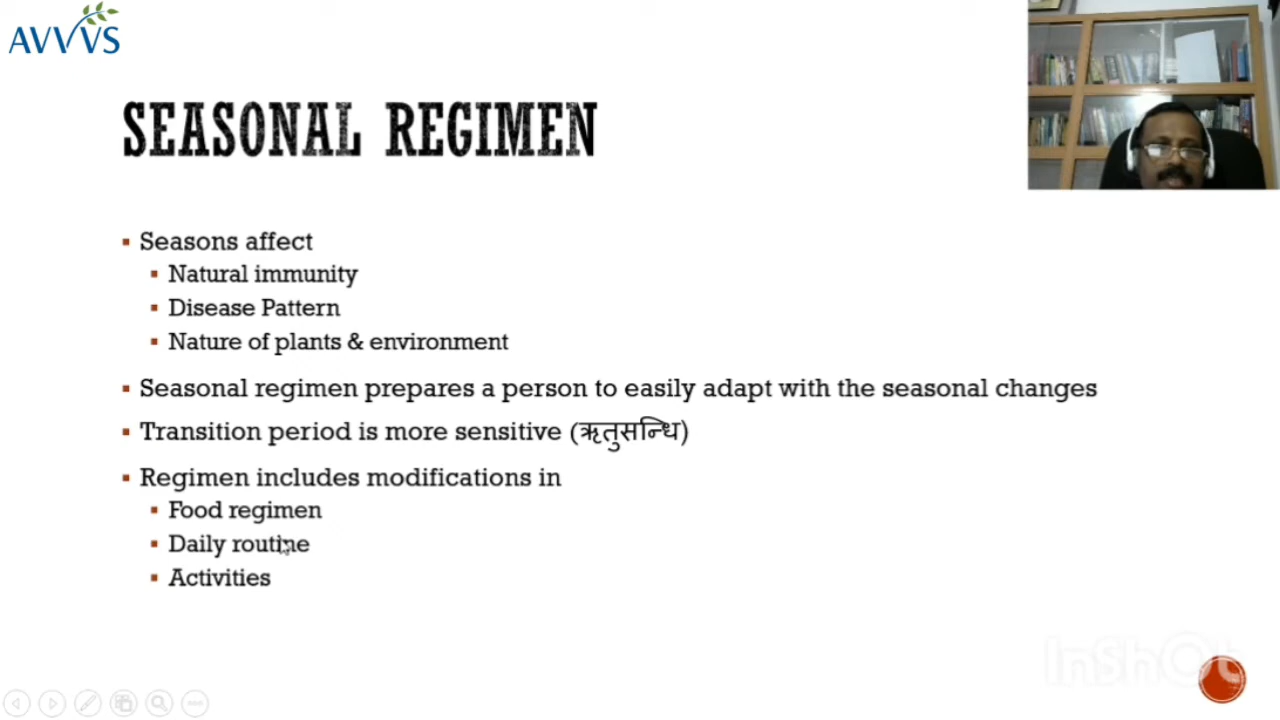 AVVVS
SEASONAL REGIMEN
Seasons affect
Natural immunity
Disease Pattern
Nature of plants & environment
Seasonal regimen prepares a person to easily adapt with the seasonal changes
Transition period is more sensitive (ऋतुसन्धि)
Regimen includes modifications in
Food regimen
Daily routine
Activities
InShOt